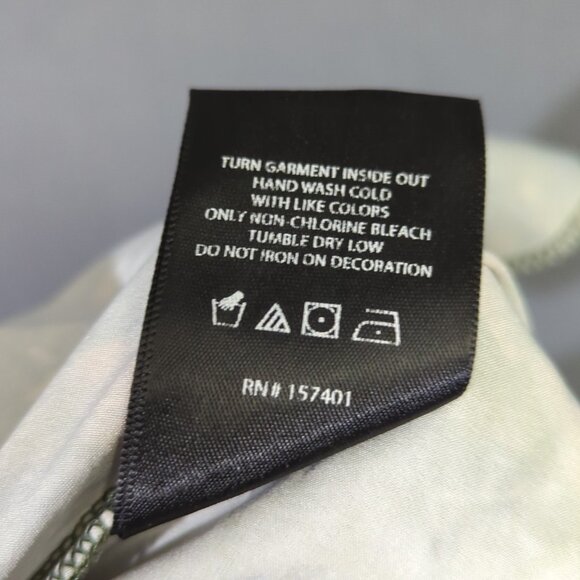 TURN GARMENT INSIDE OUT
HAND WASH COLD
WITH LIKE COLORS
ONLY NON-CHLORINE BLEACH
TUMBLE DRY LOW
DO NOT IRON ON DECORATION
RN# 157401